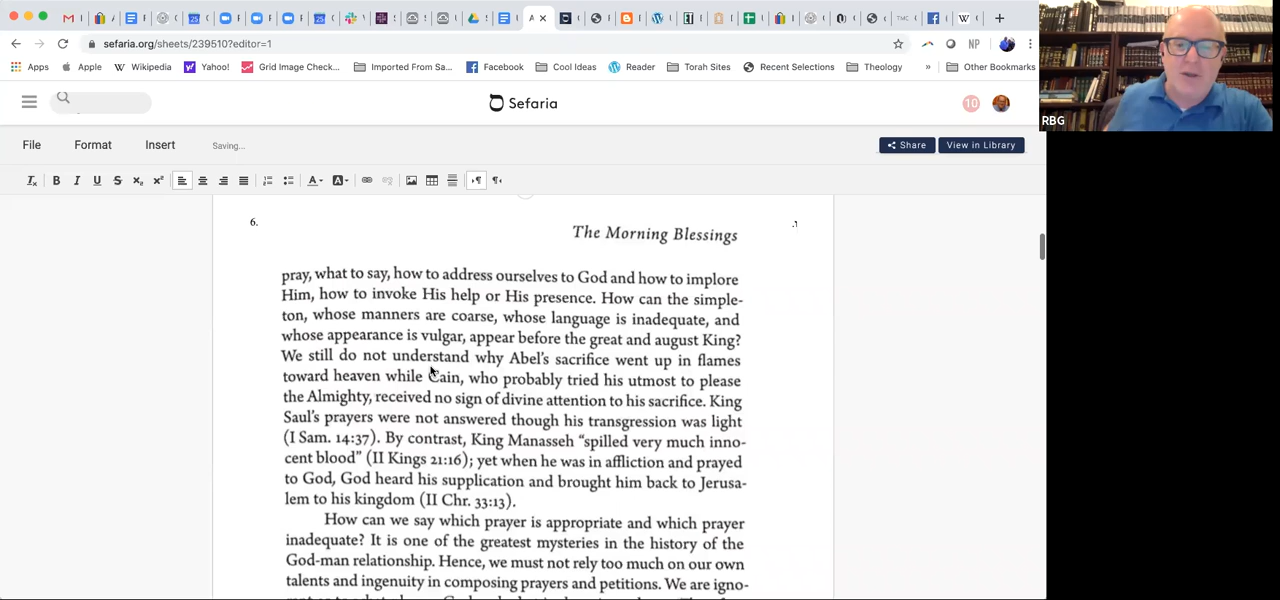 sefaria.org/sheets/239510?editor=1
NP
Apps Apple Wikipedia Yahoo! Grid Image Check... Imported From Sa... Facebook Cool Ideas Reader Torah Sites Recent Selections Theology » Other Bookmarks
RBG
Sefaria
10
File Format Insert Saving... Share View in Library
6.
.1
The Morning Blessings
pray, what to say, how to address ourselves to God and how to implore
Him, how to invoke His help or His presence. How can the simple-
ton, whose manners are coarse, whose language is inadequate, and
whose appearance is vulgar, appear before the great and august King?
We still do not understand why Abel's sacrifice went up in flames
toward heaven while Cain, who probably tried his utmost to please
the Almighty, received no sign of divine attention to his sacrifice. King
Saul's prayers were not answered though his transgression was light
(I Sam. 14:37). By contrast, King Manasseh "spilled very much inno-
cent blood" (II Kings 21:16); yet when he was in affliction and prayed
to God, God heard his supplication and brought him back to Jerusa-
lem to his kingdom (II Chr. 33:13).
How can we say which prayer is appropriate and which prayer
inadequate? It is one of the greatest mysteries in the history of the
God-man relationship. Hence, we must not rely too much on our own
talents and ingenuity in composing prayers and petitions. We are igno-